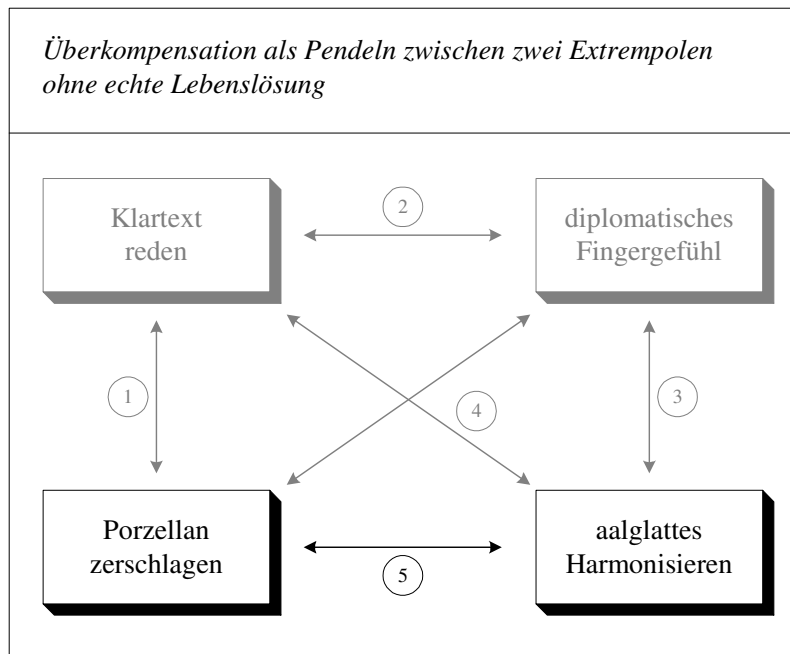 Überkompensation als Pendeln zwischen zwei Extrempolen
ohne echte Lebenslösung
Klartext
reden
2
diplomatisches
Fingergefühl
1
4
3
Porzellan
zerschlagen
5
aalglattes
Harmonisieren